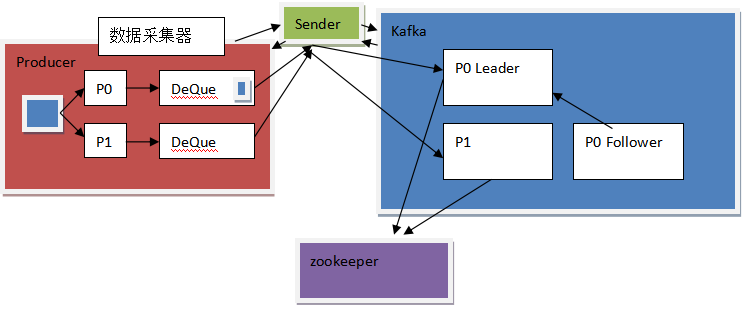 数据采集器
Sender
Kafka
Producer
P0
DeQue
P1
DeQue
P0 Leader
P1
P0 Follower
zookeeper